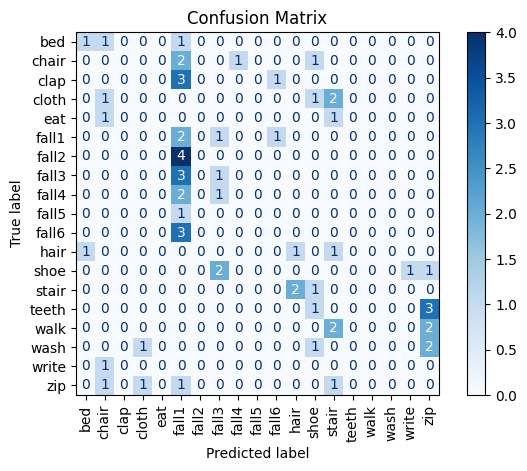 Confusion Matrix
True label
bed 1 1 0 0 0 1 0 0 0 0 0 0 0 0 0 0 0 0 0
chair 0 0 0 0 0 2 0 0 1 0 0 0 1 0 0 0 0 0 0
clap 0 0 0 0 0 3 0 0 0 0 1 0 0 0 0 0 0 0 0
cloth 0 1 0 0 0 0 0 0 0 0 0 0 1 2 0 0 0 0 0
eat 0 1 0 0 0 0 0 0 0 0 0 0 0 1 0 0 0 0 0
fall1 0 0 0 0 0 2 0 1 0 0 1 0 0 0 0 0 0 0 0
fall2 0 0 0 0 0 4 0 0 0 0 0 0 0 0 0 0 0 0 0
fall3 0 0 0 0 0 3 0 1 0 0 0 0 0 0 0 0 0 0 0
fall4 0 0 0 0 0 2 0 1 0 0 0 0 0 0 0 0 0 0 0
fall5 0 0 0 0 0 1 0 0 0 0 0 0 0 0 0 0 0 0 0
fall6 0 0 0 0 0 3 0 0 0 0 0 0 0 0 0 0 0 0 0
hair 1 0 0 0 0 0 0 0 0 0 0 1 0 1 0 0 0 0 0
shoe 0 0 0 0 0 0 0 2 0 0 0 0 0 0 0 0 0 1 1
stair 0 0 0 0 0 0 0 0 0 0 0 2 1 0 0 0 0 0 0
teeth 0 0 0 0 0 0 0 0 0 0 0 0 1 0 0 0 0 0 3
walk 0 0 0 0 0 0 0 0 0 0 0 0 0 2 0 0 0 0 2
wash 0 0 0 1 0 0 0 0 0 0 0 0 1 0 0 0 0 0 2
write 0 1 0 0 0 0 0 0 0 0 0 0 0 0 0 0 0 0 0
zip 0 1 0 1 0 1 0 0 0 0 0 0 0 1 0 0 0 0 0
bed chair clap cloth eat fall1 fall2 fall3 fall4 fall5 fall6 hair shoe stair teeth walk wash write zip
Predicted label
4.0
3.5
3.0
2.5
2.0
1.5
1.0
0.5
0.0